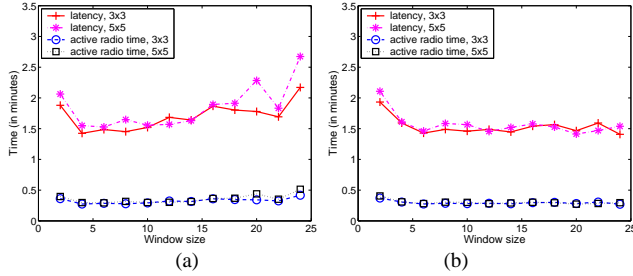 3.5
3
2.5
2
1.5
1
0.5
0
0
5
10
15
20
25
Time (in minutes)
Window size
latency, 3x3
latency, 5x5
active radio time, 3x3
active radio time, 5x5
(a)
3.5
3
2.5
2
1.5
1
0.5
0
0
5
10
15
20
25
Time (in minutes)
Window size
latency, 3x3
latency, 5x5
active radio time, 3x3
active radio time, 5x5
(b)